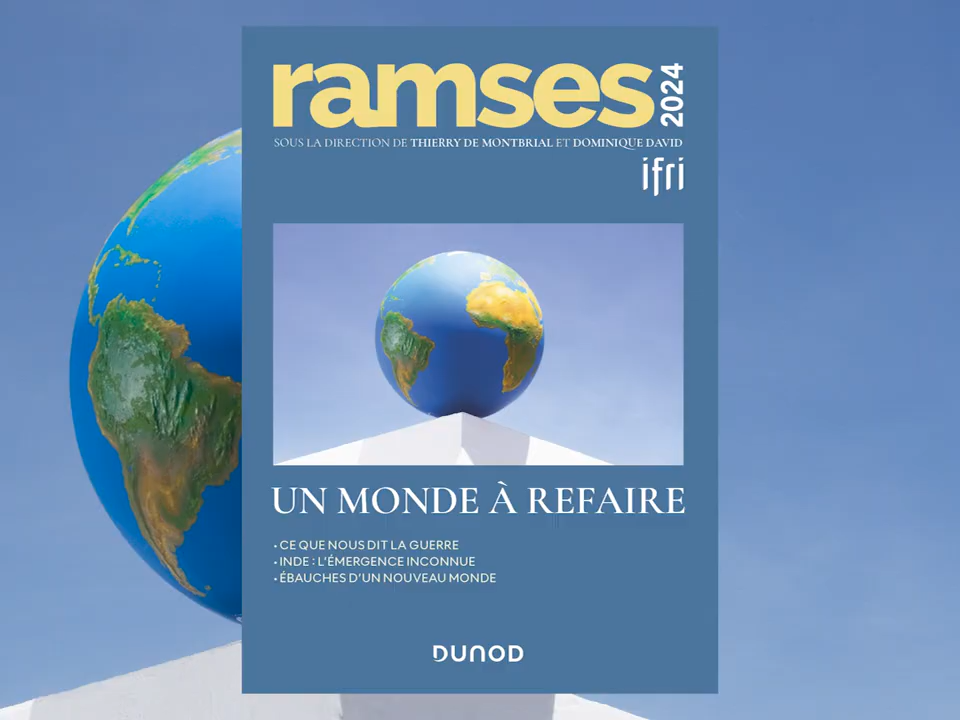 ramses 2024
SOUS LA DIRECTION DE THIERRY DE MONTBRIAL ET DOMINIQUE DAVID
ifri
UN MONDE À REFAIRE
• CE QUE NOUS DIT LA GUERRE
• INDE : L'ÉMERGENCE INCONNUE
• ÉBAUCHES D'UN NOUVEAU MONDE
DUNOD